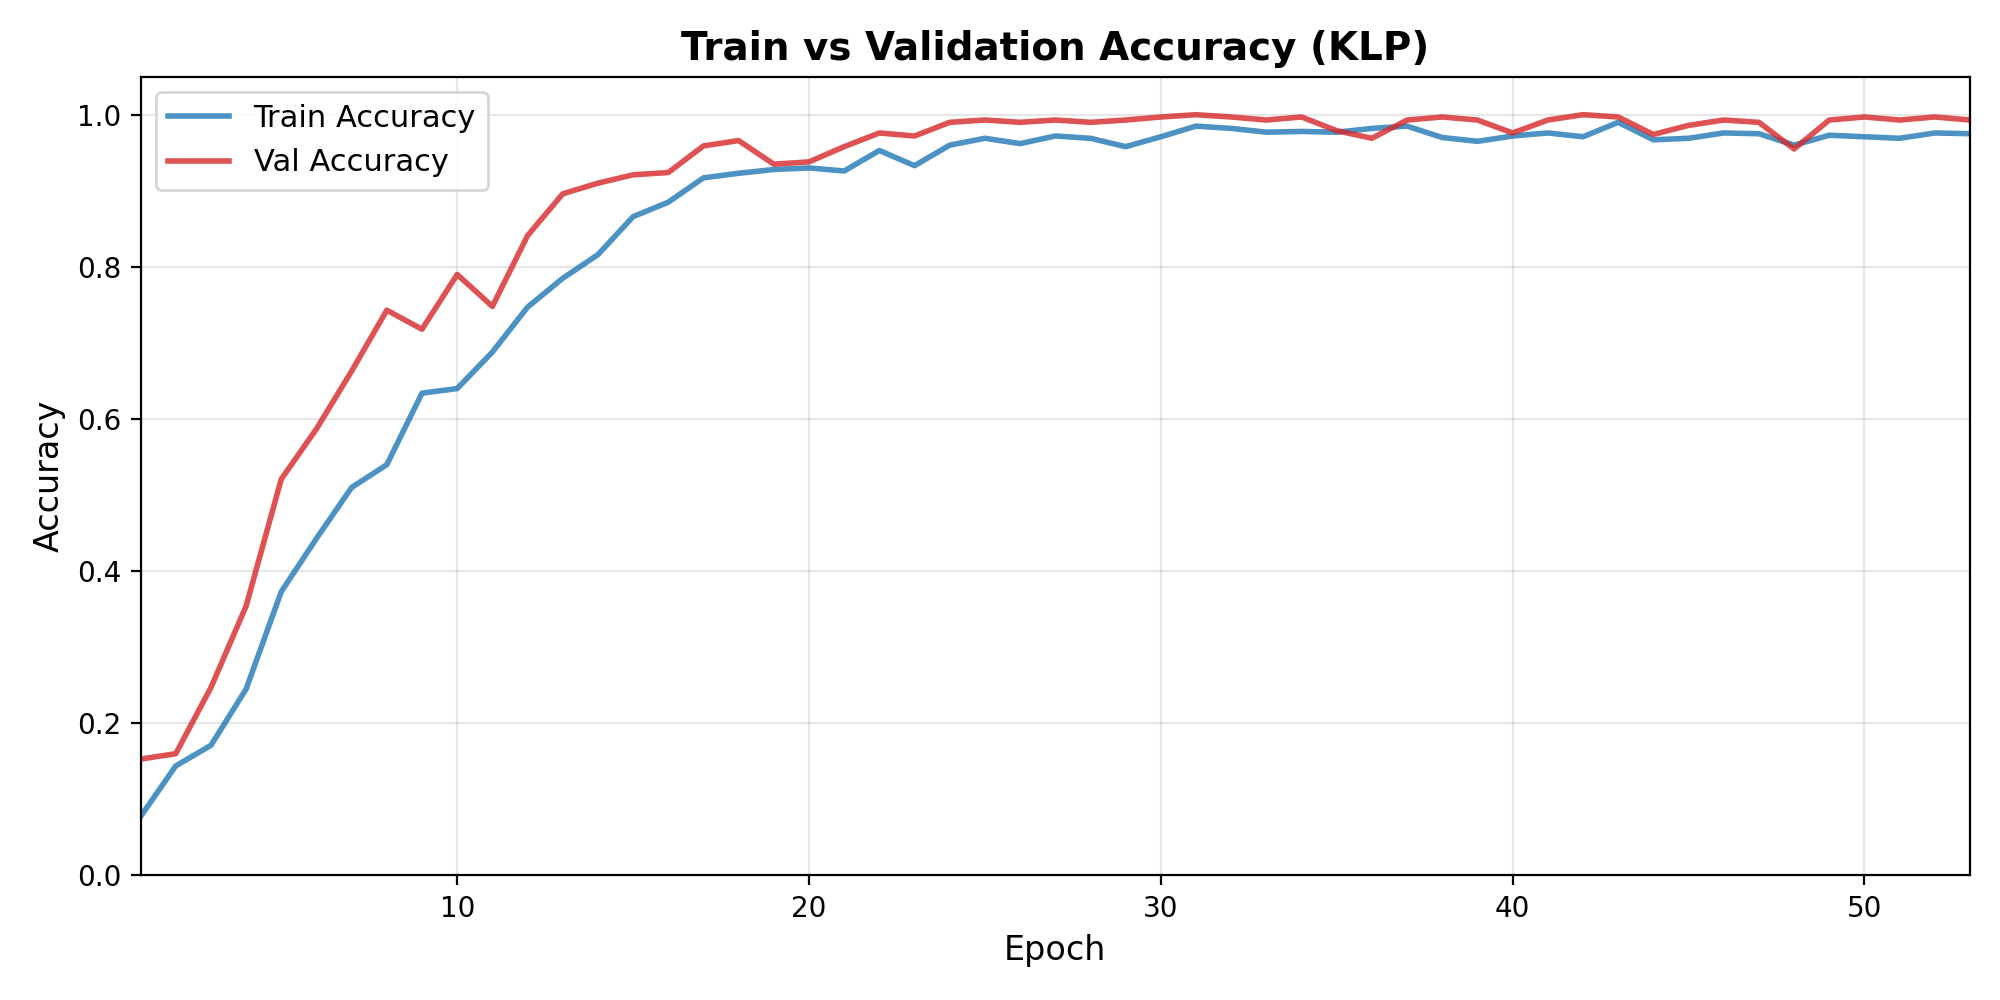 Train vs Validation Accuracy (KLP)
Train Accuracy
Val Accuracy
Accuracy
1.0
0.8
0.6
0.4
0.2
0.0
10 20 30 40 50
Epoch